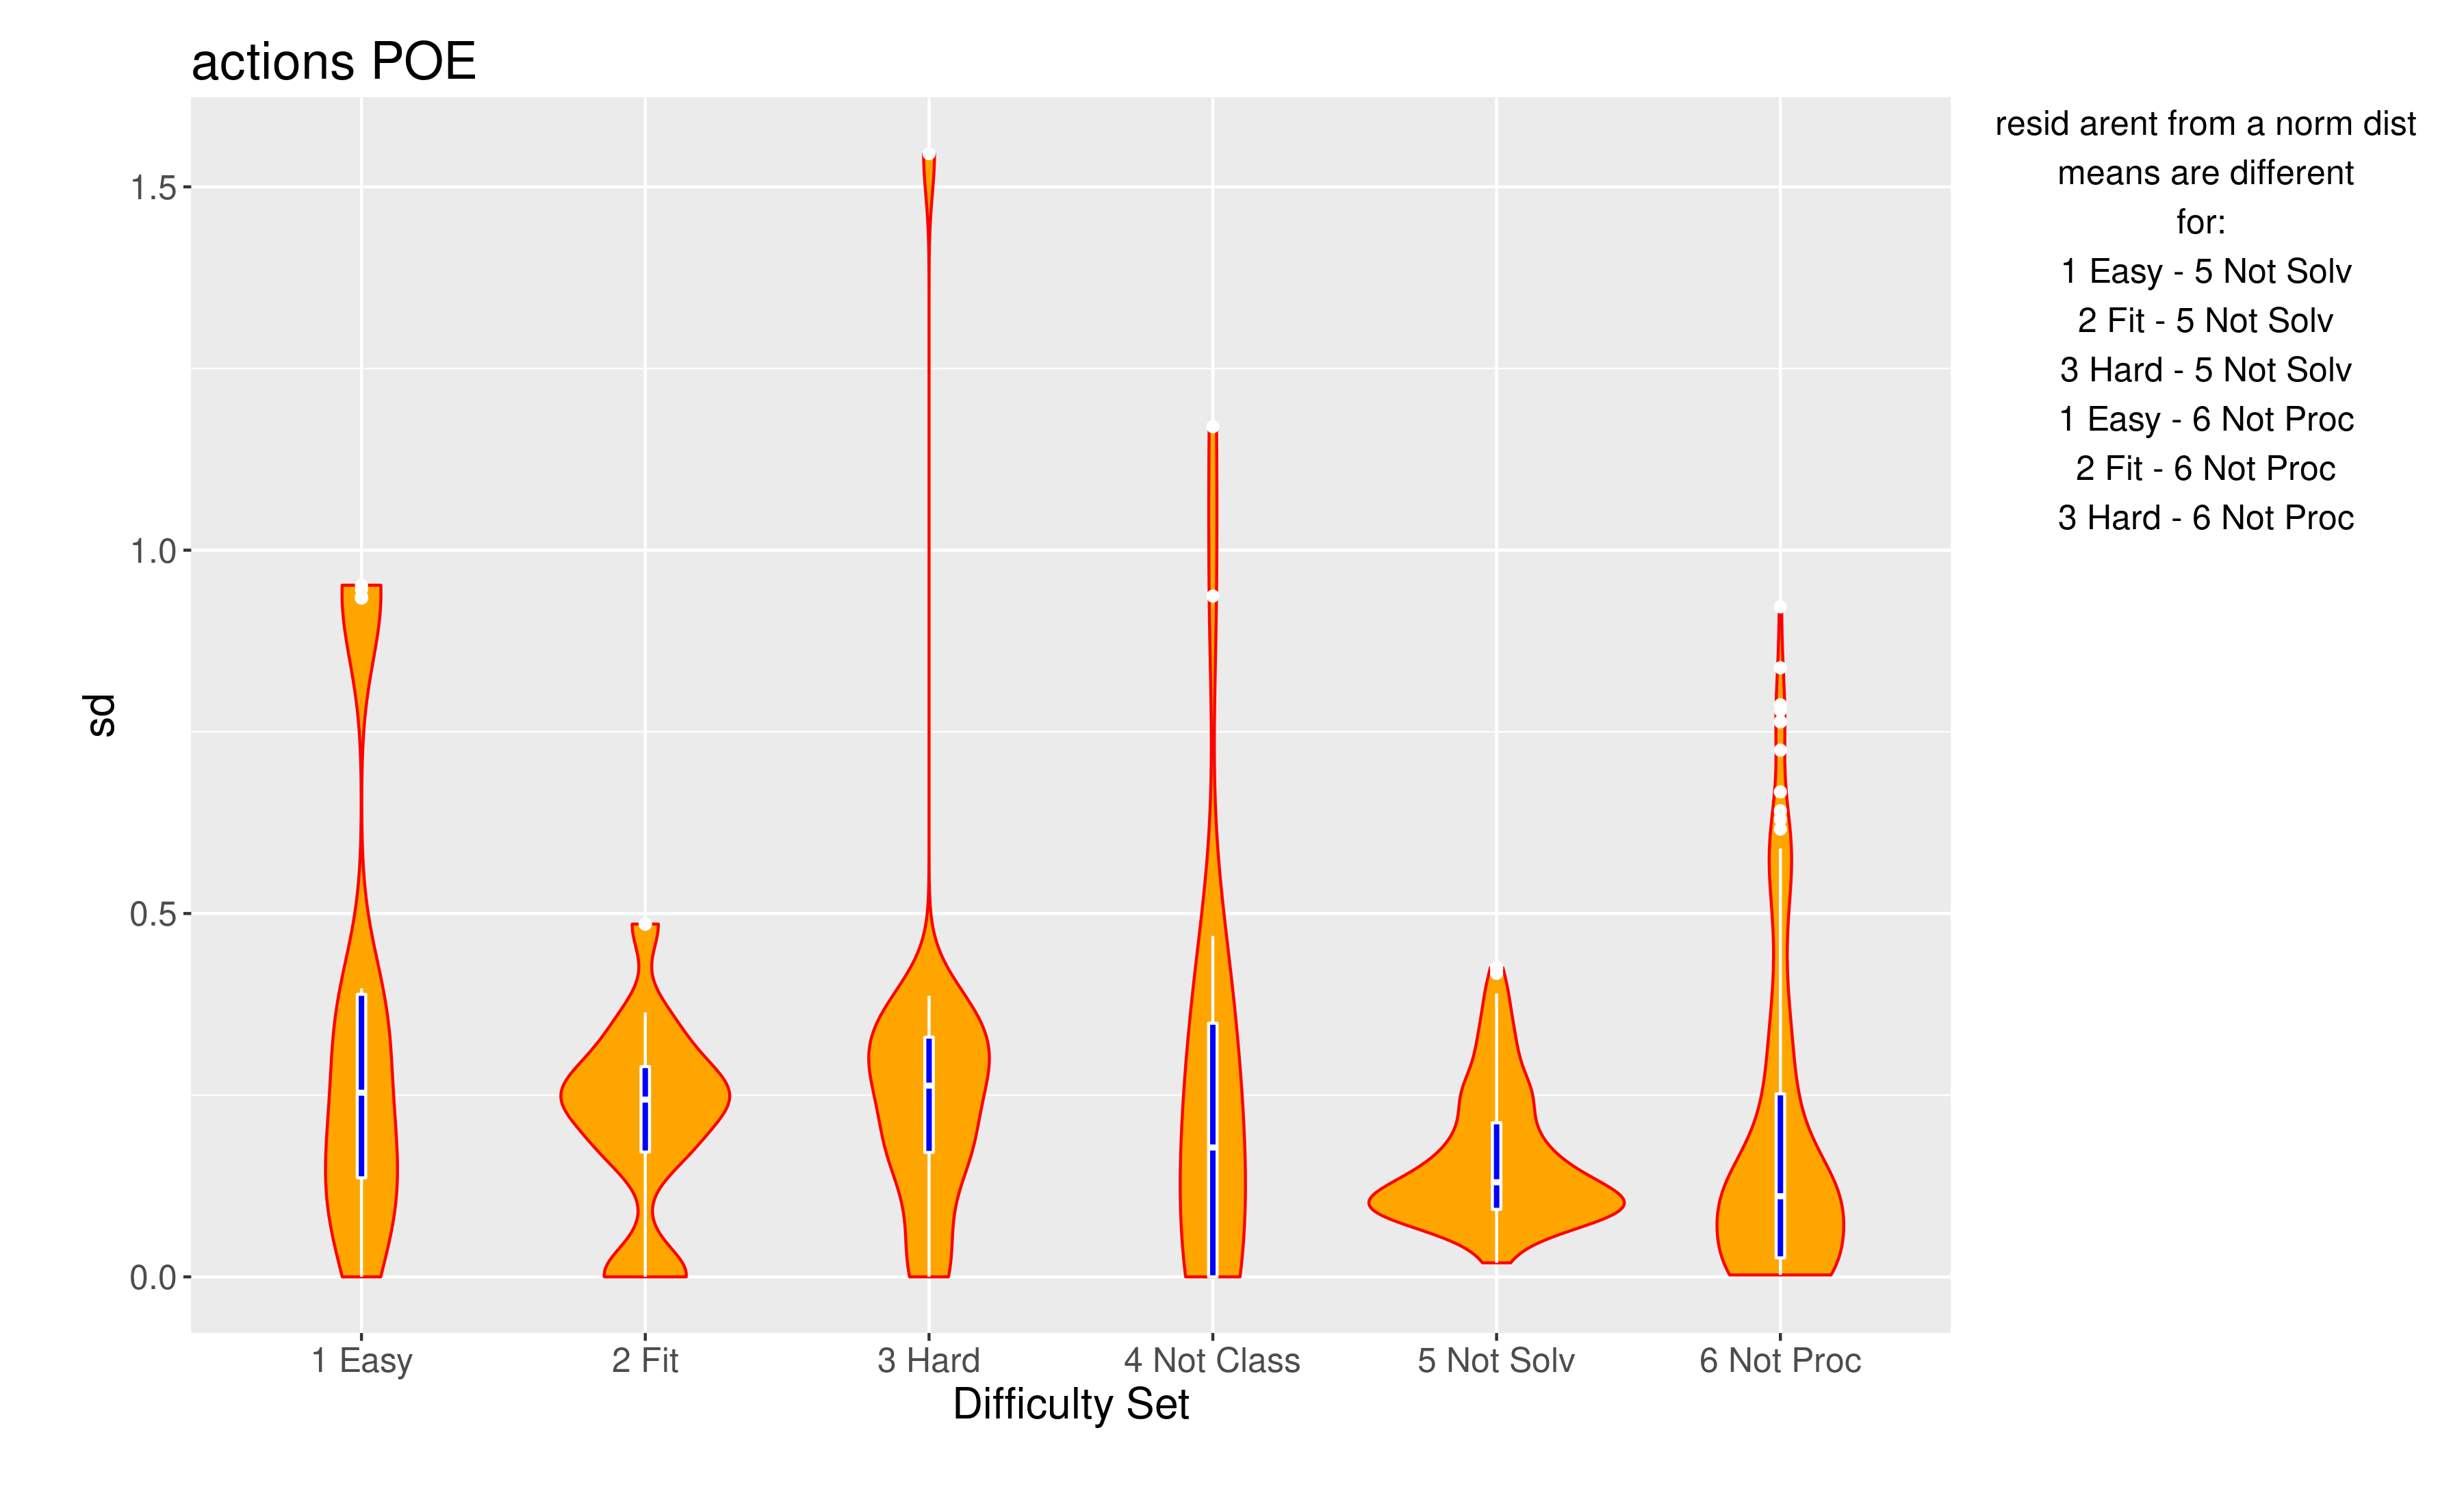 actions POE
resid arent from a norm dist
means are different
for:
1 Easy - 5 Not Solv
2 Fit - 5 Not Solv
3 Hard - 5 Not Solv
1 Easy - 6 Not Proc
2 Fit - 6 Not Proc
3 Hard - 6 Not Proc
1.5
1.0
0.5
0.0
sd
1 Easy
2 Fit
3 Hard
4 Not Class
5 Not Solv
6 Not Proc
Difficulty Set